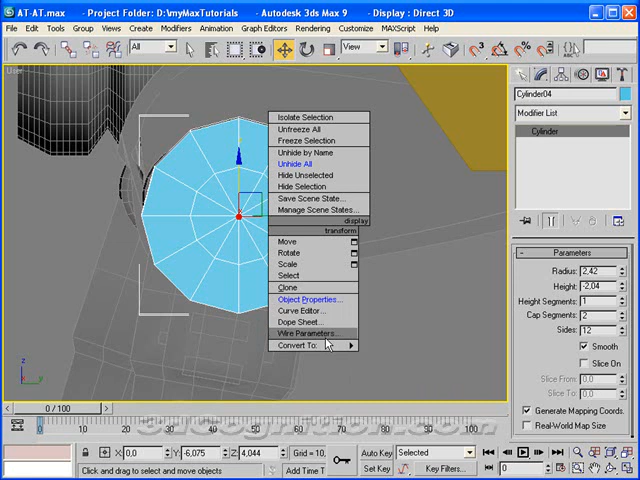 AT-AT.max - Project Folder: D:\myMaxTutorials - Autodesk 3ds Max 9 - Display : Direct 3D
File Edit Tools Group Views Create Modifiers Animation Graph Editors Rendering Customize MAXScript Help
All View
User
Cylinder04
Modifier List
Cylinder
Isolate Selection
Unfreeze All
Freeze Selection
Unhide by Name
Unhide All
Hide Unselected
Hide Selection
Save Scene State...
Manage Scene States...
display
transform
Move
Rotate
Scale
Select
Clone
Object Properties...
Curve Editor...
Dope Sheet...
Wire Parameters...
Convert To:
- Parameters
Radius: 2,42
Height: -2,04
Height Segments: 1
Cap Segments: 2
Sides: 12
Smooth
Slice On
Slice From: 0,0
Slice To: 0,0
Generate Mapping Coords.
Real-World Map Size
z
x y
0 / 100
0 10 20 30 40 50 60 70 80 90 100
X: 0,0 Y: -6,075 Z: 4,044 Grid = 10, Auto Key Selected
Click and drag to select and move objects Add Time T Set Key Key Filters... 0